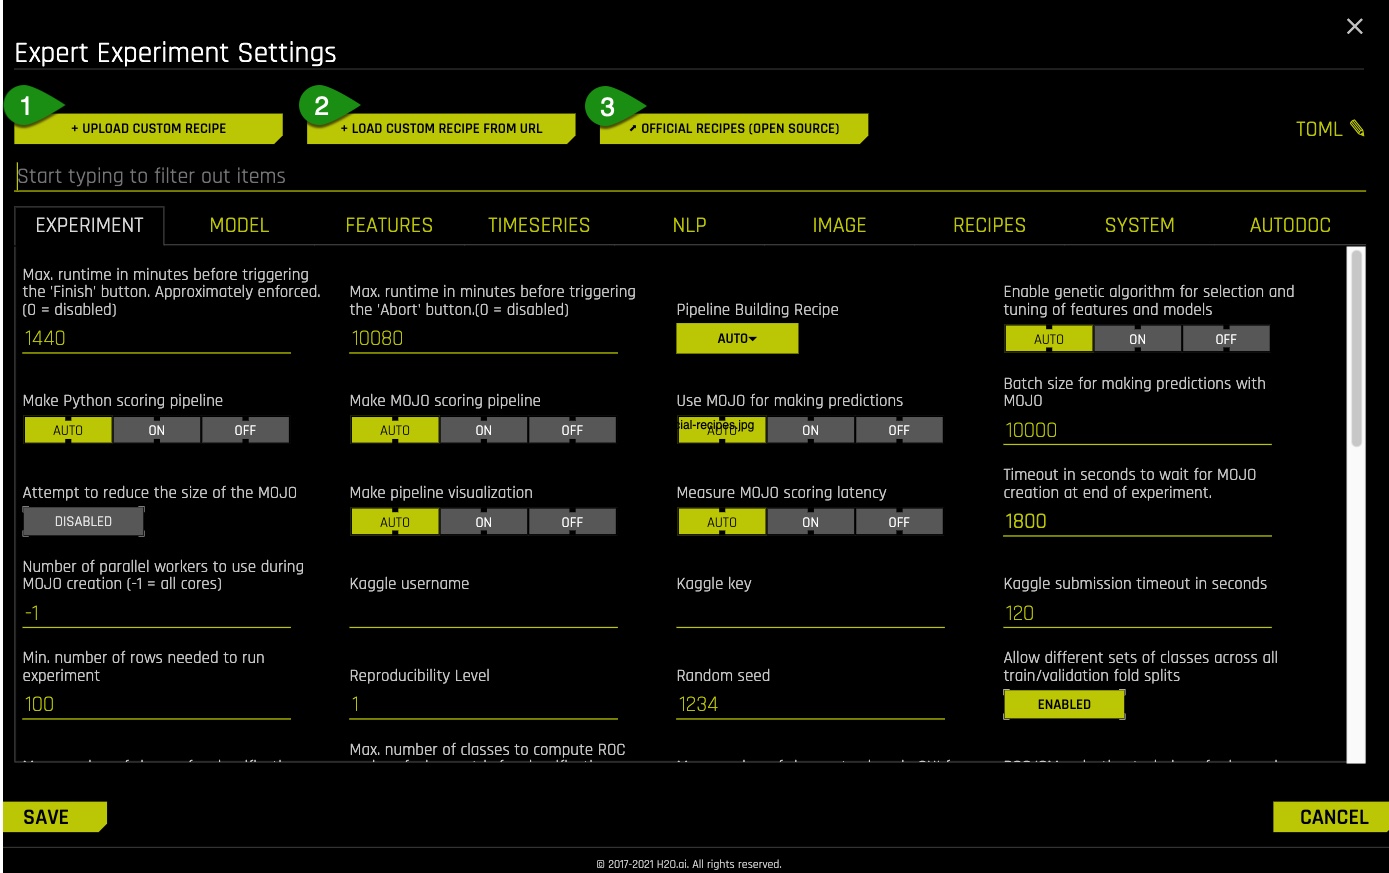 Expert Experiment Settings
1
2
3
+ UPLOAD CUSTOM RECIPE
+ LOAD CUSTOM RECIPE FROM URL
OFFICIAL RECIPES (OPEN SOURCE)
TOML
Start typing to filter out items
EXPERIMENT
MODEL
FEATURES
TIMESERIES
NLP
IMAGE
RECIPES
SYSTEM
AUTODOC
Max. runtime in minutes before triggering
the 'Finish' button. Approximately enforced.
(0 = disabled)
1440
Max. runtime in minutes before triggering
the 'Abort' button.(0 = disabled)
10080
Pipeline Building Recipe
AUTO
Enable genetic algorithm for selection and
tuning of features and models
AUTO ON OFF
Make Python scoring pipeline
AUTO ON OFF
Make MOJO scoring pipeline
AUTO ON OFF
Use MOJO for making predictions
AUTO ON OFF
cial-recipes.jpg
Batch size for making predictions with
MOJO
10000
Attempt to reduce the size of the MOJO
DISABLED
Make pipeline visualization
AUTO ON OFF
Measure MOJO scoring latency
AUTO ON OFF
Timeout in seconds to wait for MOJO
creation at end of experiment.
1800
Number of parallel workers to use during
MOJO creation (-1 = all cores)
-1
Kaggle username
Kaggle key
Kaggle submission timeout in seconds
120
Min. number of rows needed to run
experiment
100
Reproducibility Level
1
Random seed
1234
Allow different sets of classes across all
train/validation fold splits
ENABLED
Max. number of classes to compute ROC
SAVE
CANCEL
© 2017-2021 H2O.ai. All rights reserved.